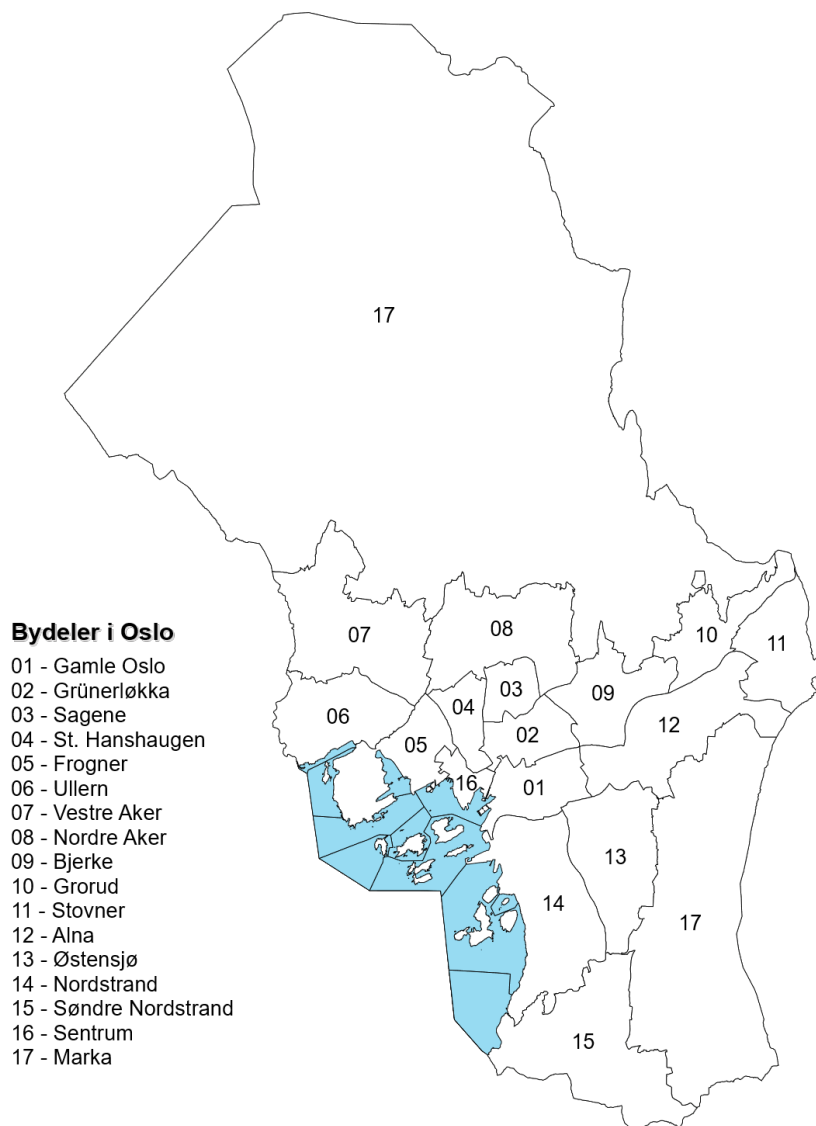 17
07
08
10
11
03
09
04
06
12
02
05
16
01
13
14
17
15
Bydeler i Oslo
01 - Gamle Oslo
02 - Grünerløkka
03 - Sagene
04 - St. Hanshaugen
05 - Frogner
06 - Ullern
07 - Vestre Aker
08 - Nordre Aker
09 - Bjerke
10 - Grorud
11 - Stovner
12 - Alna
13 - Østensjø
14 - Nordstrand
15 - Søndre Nordstrand
16 - Sentrum
17 - Marka